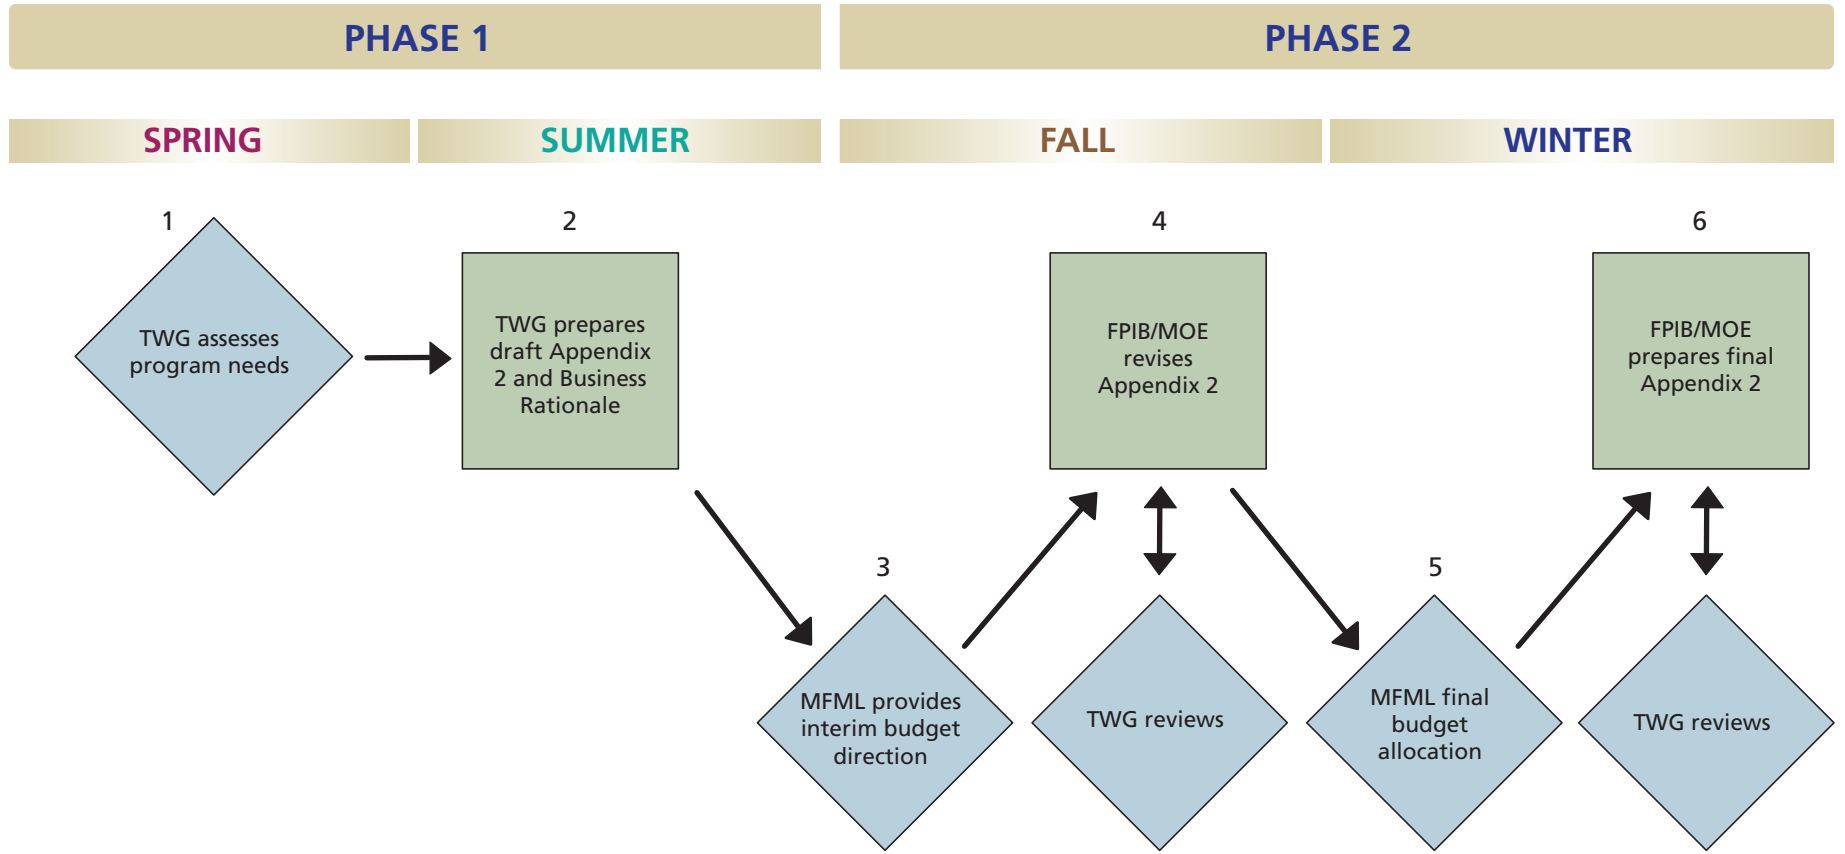 PHASE 1
PHASE 2
SPRING
SUMMER
FALL
WINTER
1
TWG assesses
program needs
2
TWG prepares
draft Appendix
2 and Business
Rationale
3
MFML provides
interim budget
direction
4
FPIB/MOE
revises
Appendix 2
TWG reviews
5
MFML final
budget
allocation
6
FPIB/MOE
prepares final
Appendix 2
TWG reviews